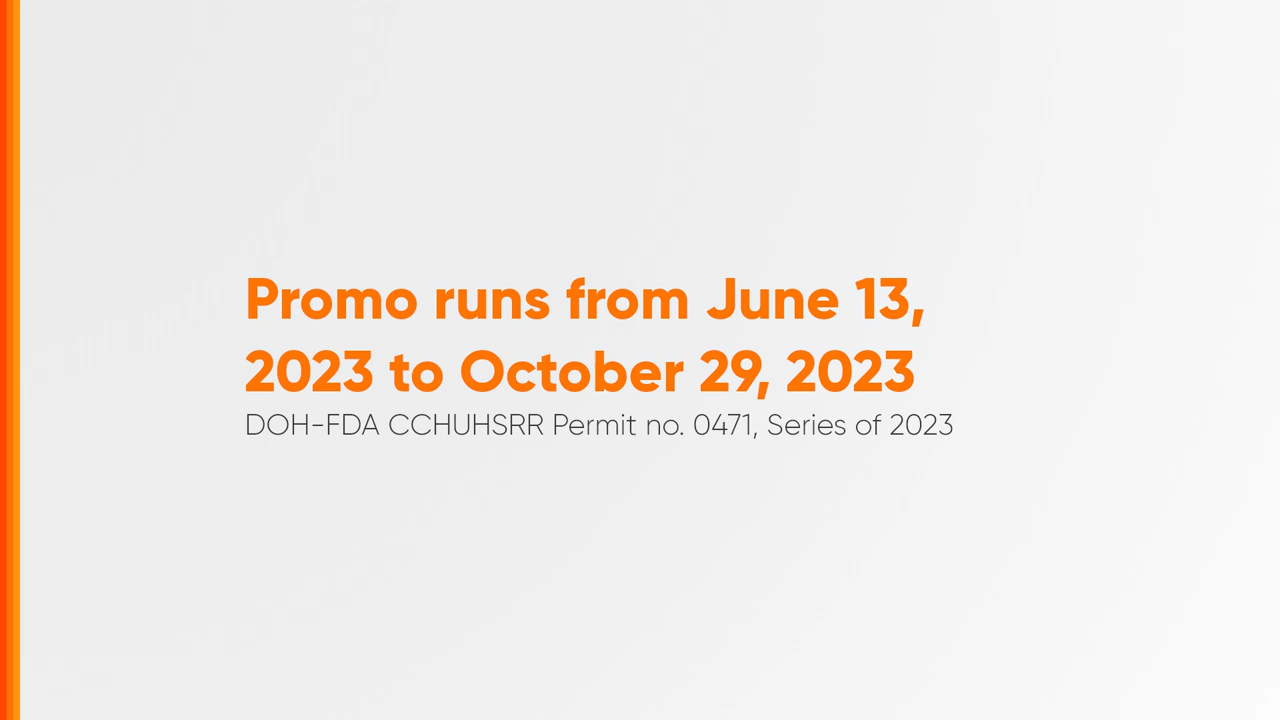 Promo runs from June 13,
2023 to October 29, 2023
DOH-FDA CCHUHSRR Permit no. 0471, Series of 2023